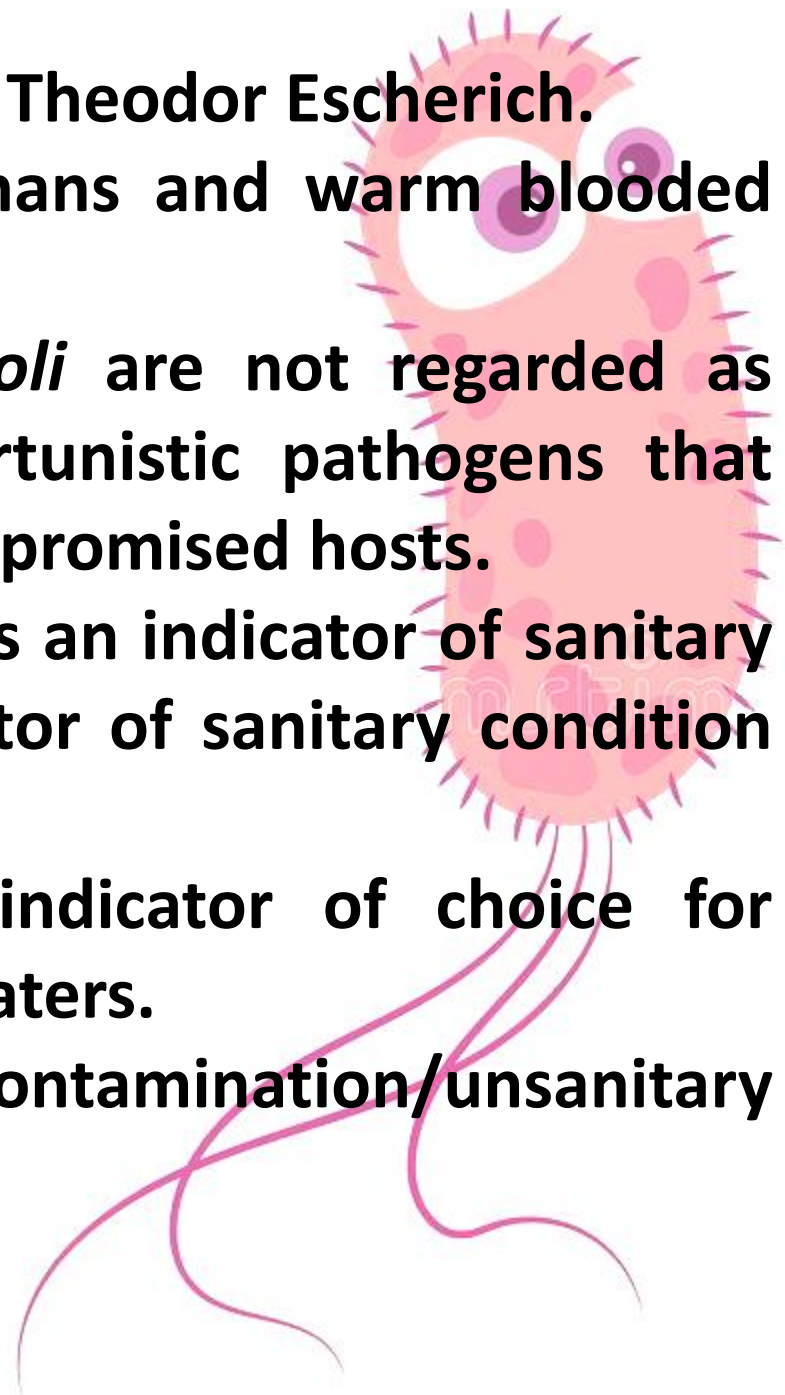 Theodor Escherich.
mans and warm blooded
oli are not regarded as
rtunistic pathogens that
promised hosts.
s an indicator of sanitary
tor of sanitary condition
indicator of choice for
aters.
ontamination/unsanitary